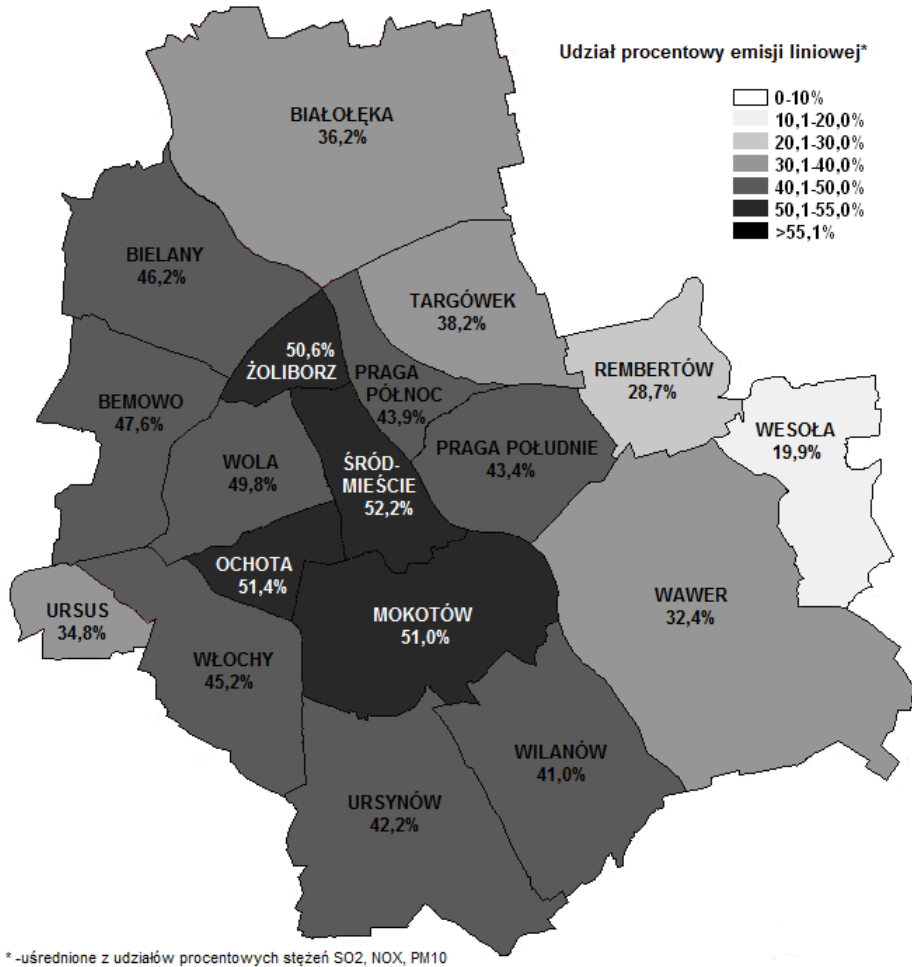 Udział procentowy emisji liniowej*
0-10%
10,1-20,0%
20,1-30,0%
30,1-40,0%
40,1-50,0%
50,1-55,0%
>55,1%
BIAŁOŁĘKA
36,2%
BIELANY
46,2%
TARGÓWEK
38,2%
50,6%
ŻOLIBORZ
PRAGA
PÓŁNOC
43,9%
REMBERTÓW
28,7%
BEMOWO
47,6%
WESOŁA
19,9%
WOLA
49,8%
ŚRÓD-
MIEŚCIE
52,2%
PRAGA POŁUDNIE
43,4%
OCHOTA
51,4%
URSUS
34,8%
MOKOTÓW
51,0%
WAWER
32,4%
WŁOCHY
45,2%
WILANÓW
41,0%
URSYNÓW
42,2%
* -uśrednione z udziałów procentowych stężeń SO2, NOX, PM10